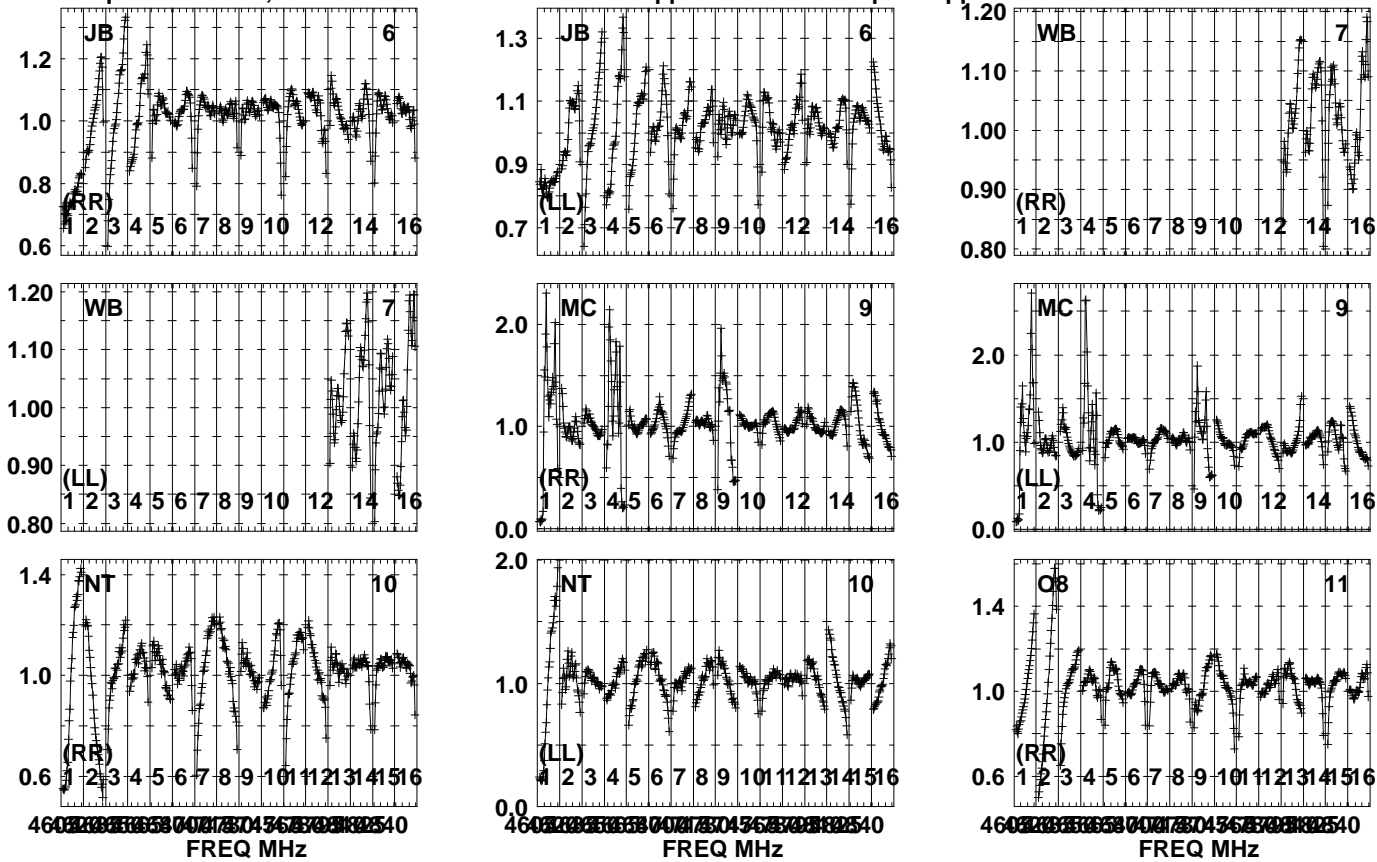 JB 6
1.2
1.0
0.8
0.6
(RR)
1 2 3 4 5 6 7 8 9 10 12 14 16
JB 6
1.3
1.1
0.9
0.7
(LL)
1 2 3 4 5 6 7 8 9 10 12 14 16
WB 7
1.20
1.10
1.00
0.90
0.80
(RR)
1 2 3 4 5 6 7 8 9 10 12 14 16
WB 7
1.20
1.10
1.00
0.90
0.80
(LL)
1 2 3 4 5 6 7 8 9 10 12 14 16
MC 9
2.0
1.0
0.0
(RR)
1 2 3 4 5 6 7 8 9 10 12 14 16
MC 9
2.0
1.0
0.0
(LL)
1 2 3 4 5 6 7 8 9 10 12 14 16
NT 10
1.4
1.0
0.6
(RR)
1 2 3 4 5 6 7 8 9 10 11 12 13 14 15 16
FREQ MHz
NT 10
2.0
1.0
0.0
(LL)
1 2 3 4 5 6 7 8 9 10 11 12 13 14 15 16
FREQ MHz
O8 11
1.4
1.0
0.6
(RR)
1 2 3 4 5 6 7 8 9 10 11 12 13 14 15 16
FREQ MHz